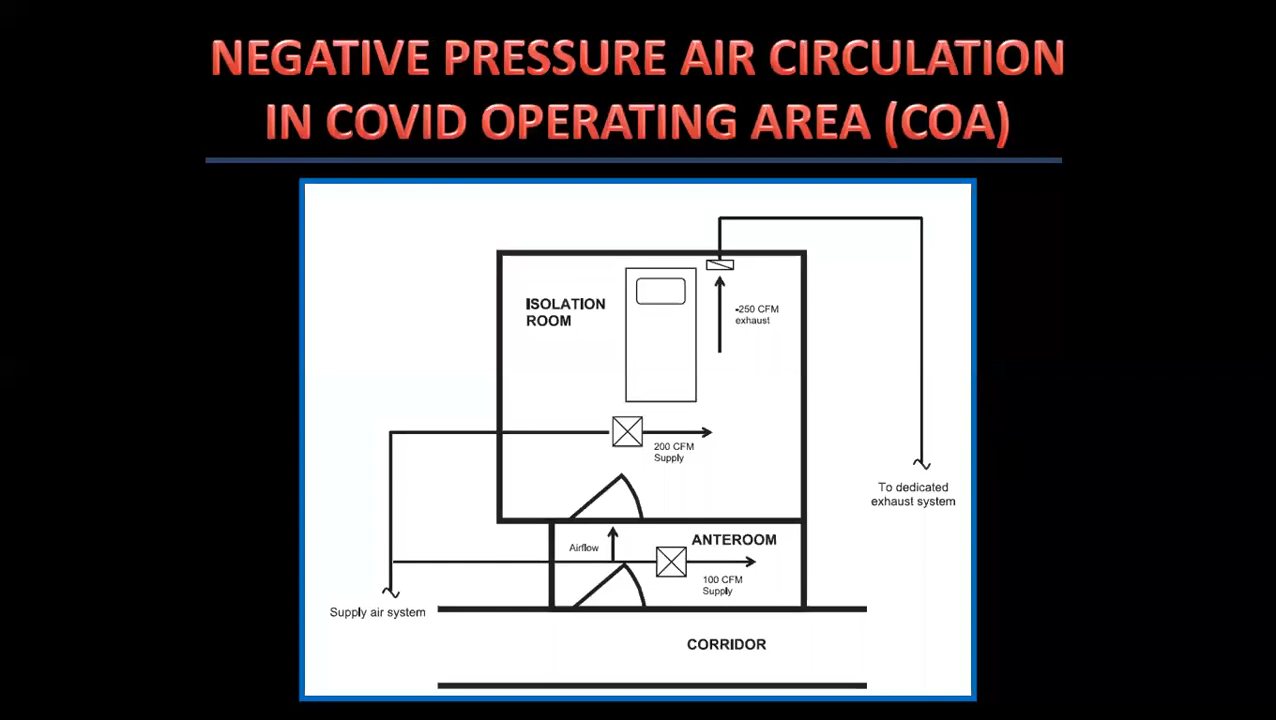 NEGATIVE PRESSURE AIR CIRCULATION
IN COVID OPERATING AREA (COA)
ISOLATION
ROOM
-250 CFM
exhaust
200 CFM
Supply
To dedicated
exhaust system
ANTEROOM
Airflow
100 CFM
Supply
Supply air system
CORRIDOR